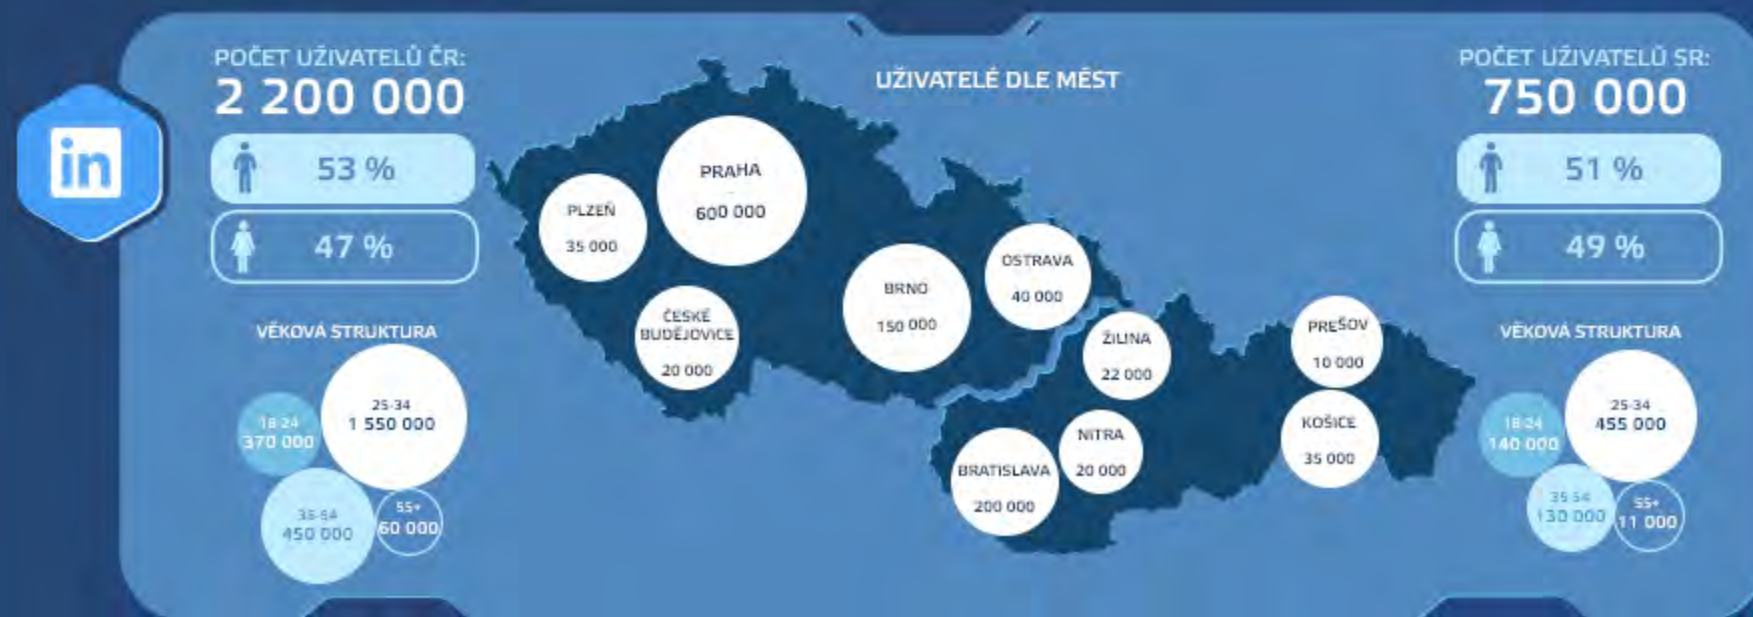 in
POČET UŽIVATELŮ ČR:
2 200 000
53 %
47 %
VĚKOVÁ STRUKTURA
18-24
370 000
25-34
1 550 000
35-54
450 000
55+
60 000
UŽIVATELÉ DLE MĚST
PRAHA
600 000
PLZEŇ
35 000
ČESKÉ
BUDĚJOVICE
20 000
BRNO
150 000
OSTRAVA
40 000
ŽILINA
22 000
PREŠOV
10 000
KOŠICE
35 000
NITRA
20 000
BRATISLAVA
200 000
POČET UŽIVATELŮ SR:
750 000
51 %
49 %
VĚKOVÁ STRUKTURA
18-24
140 000
25-34
455 000
35-54
130 000
55+
11 000